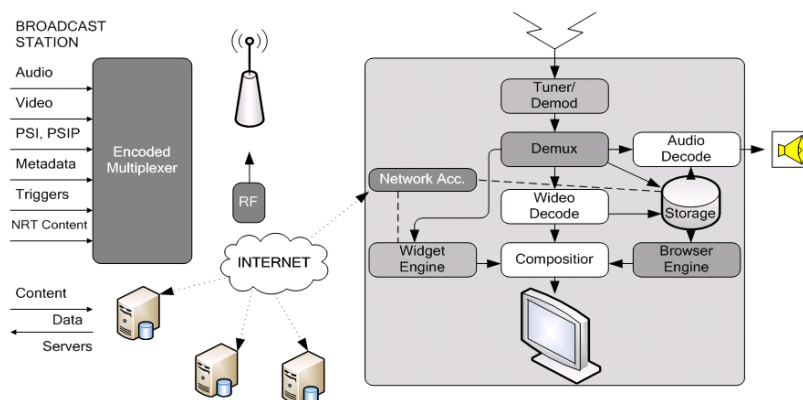 BROADCAST
STATION
Audio
Video
PSI, PSIP
Metadata
Triggers
NRT Content
Encoded
Multiplexer
Content
Data
Servers
RF
INTERNET
Tuner/
Demod
Demux
Audio
Decode
Network Acc.
Wideo
Decode
Storage
Widget
Engine
Compositior
Browser
Engine